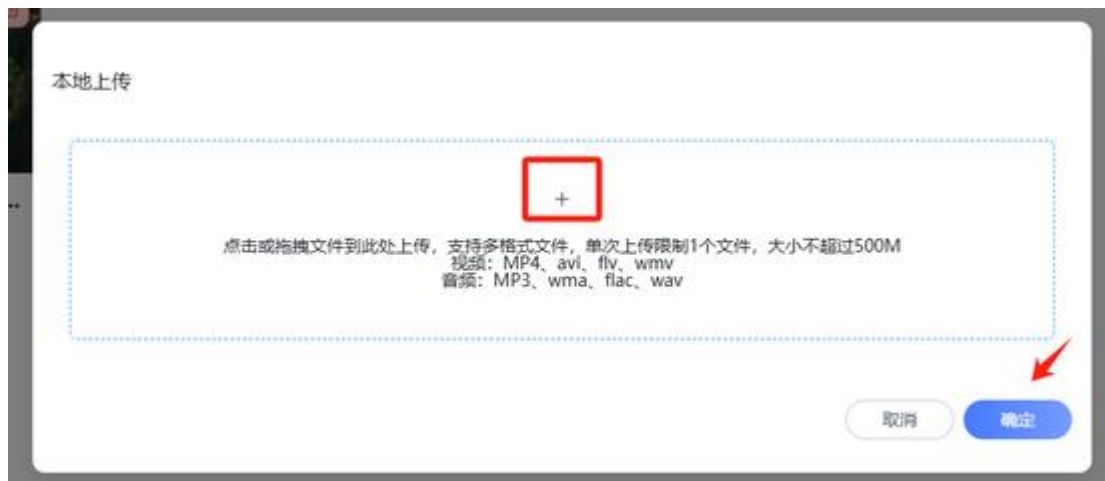 本地上传
+
点击或拖拽文件到此处上传，支持多格式文件，单次上传限制1个文件，大小不超过500M
视频：MP4、avi、flv、wmv
音频：MP3、wma、flac、wav
取消
确定